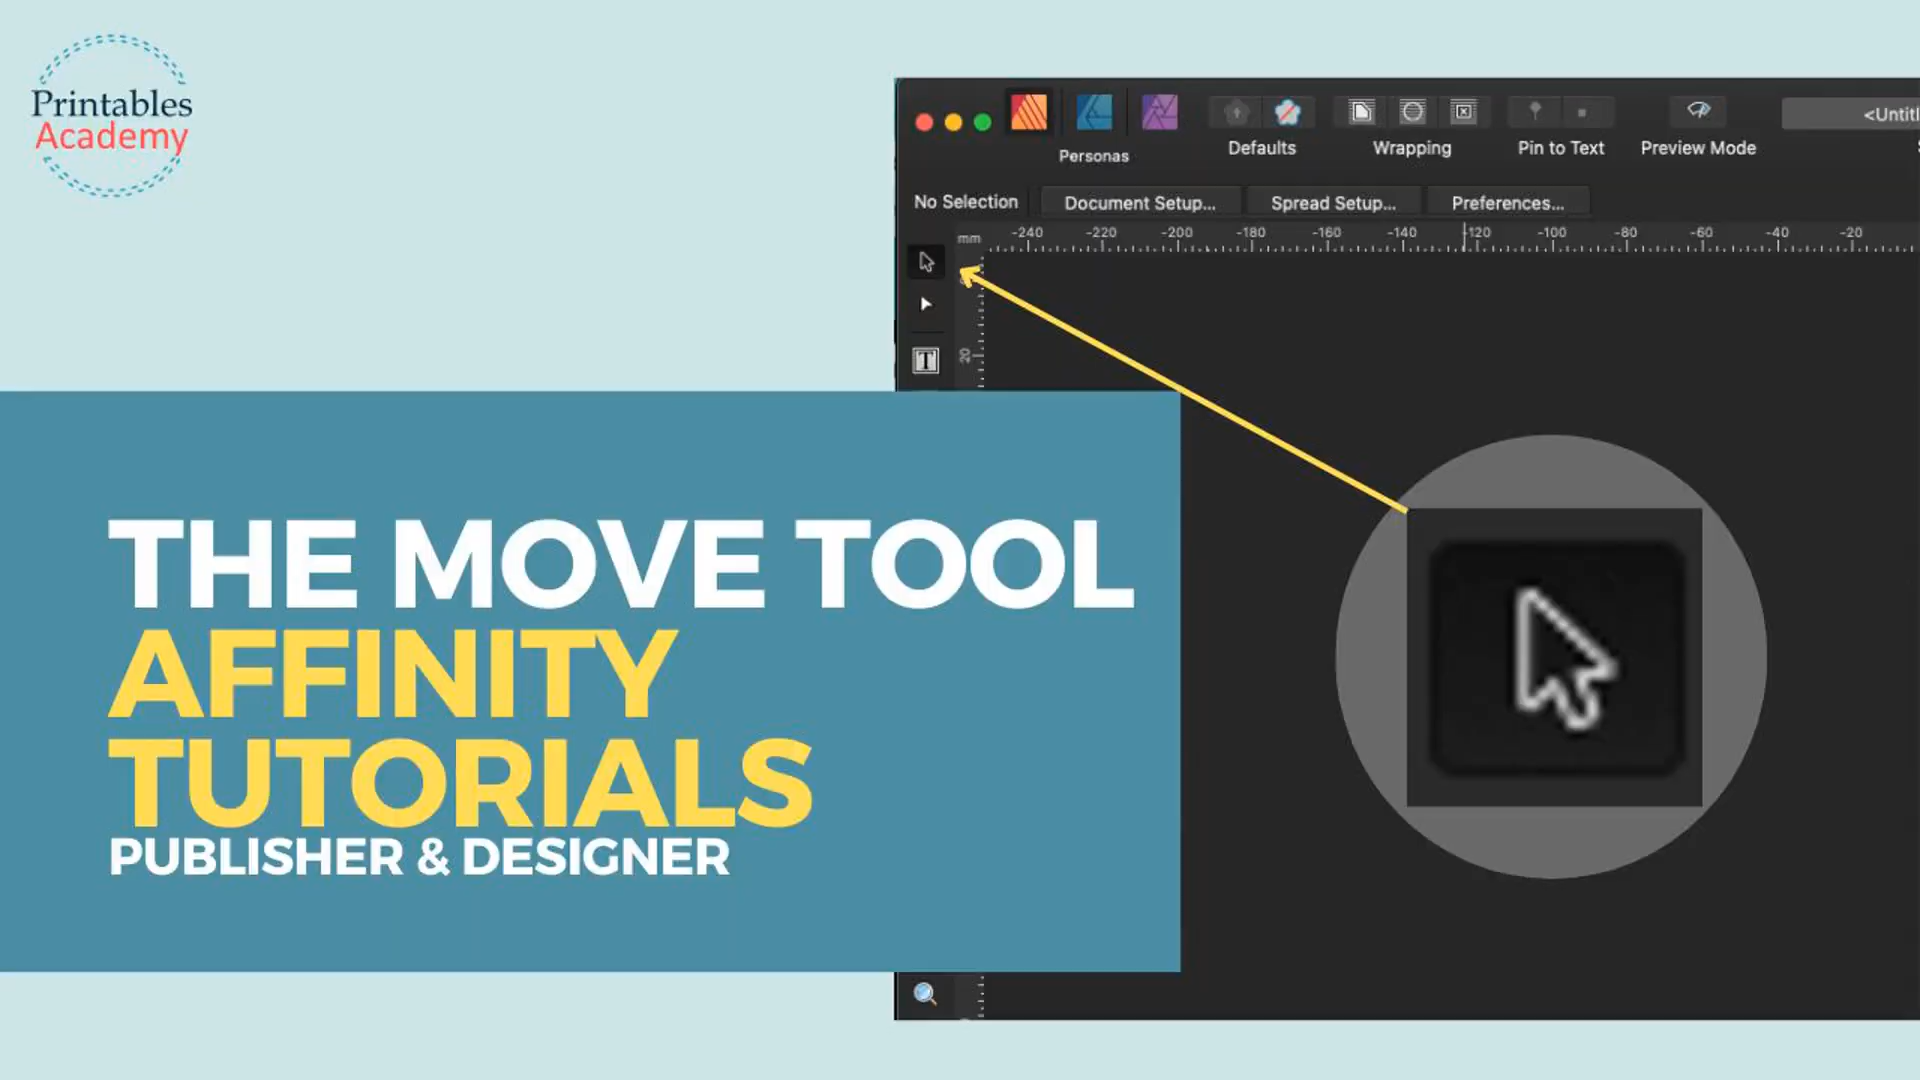 Printables
Academy
Personas
Defaults
Wrapping
Pin to Text
Preview Mode
<Untitl
No Selection
Document Setup...
Spread Setup...
Preferences...
mm
-240 -220 -200 -180 -160 -140 -120 -100 -80 -60 -40 -20
T
20
THE MOVE TOOL
AFFINITY
TUTORIALS
PUBLISHER & DESIGNER